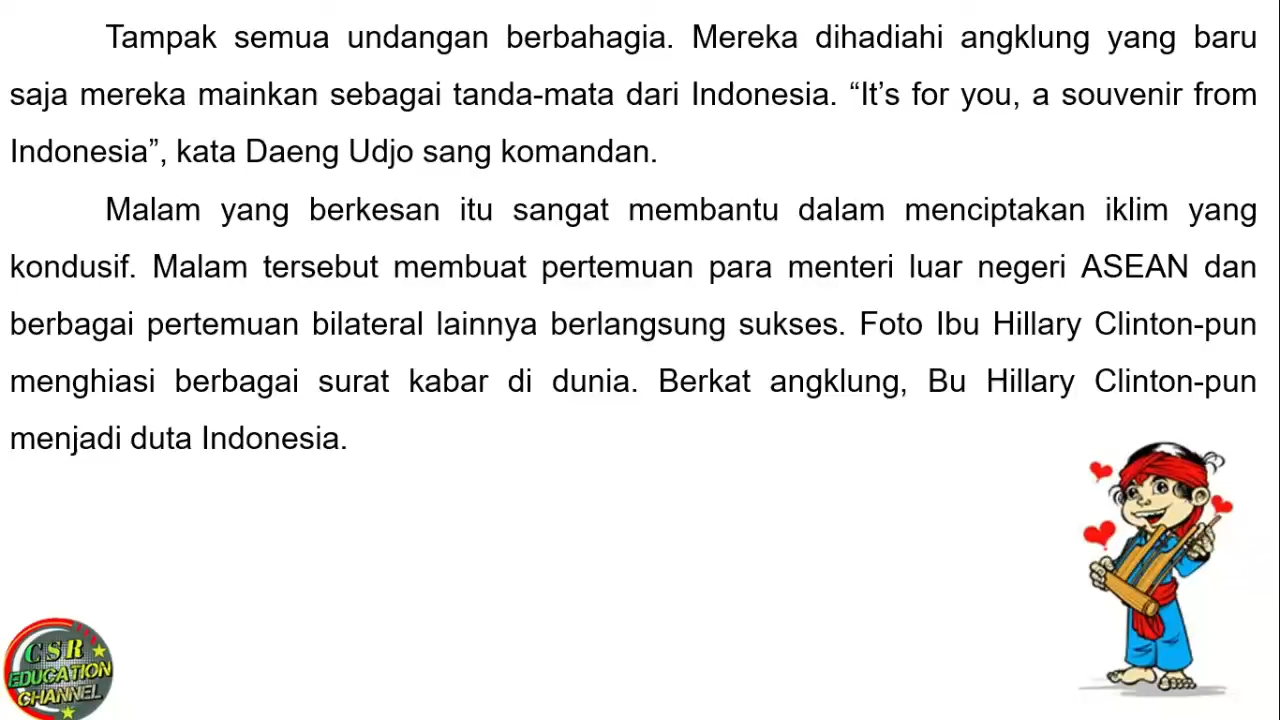 Tampak semua undangan berbahagia. Mereka dihadiahi angklung yang baru
saja mereka mainkan sebagai tanda-mata dari Indonesia. “It’s for you, a souvenir from
Indonesia”, kata Daeng Udjo sang komandan.
Malam yang berkesan itu sangat membantu dalam menciptakan iklim yang
kondusif. Malam tersebut membuat pertemuan para menteri luar negeri ASEAN dan
berbagai pertemuan bilateral lainnya berlangsung sukses. Foto Ibu Hillary Clinton-pun
menghiasi berbagai surat kabar di dunia. Berkat angklung, Bu Hillary Clinton-pun
menjadi duta Indonesia.
CSR
EDUCATION
CHANNEL